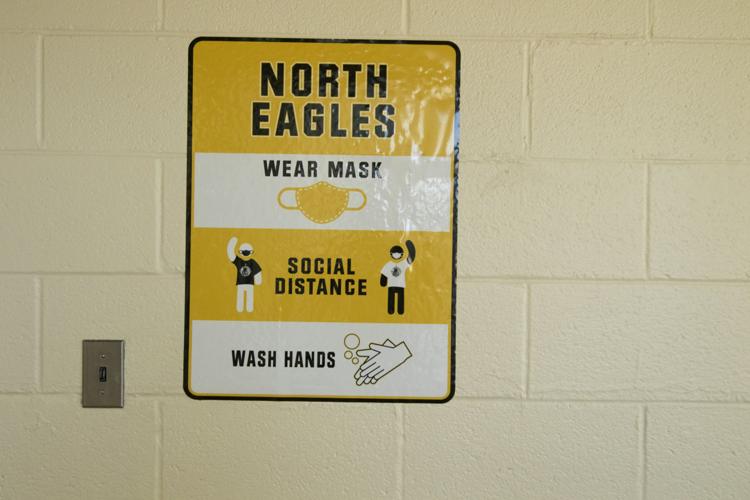 NORTH
EAGLES
WEAR MASK
SOCIAL
DISTANCE
WASH HANDS